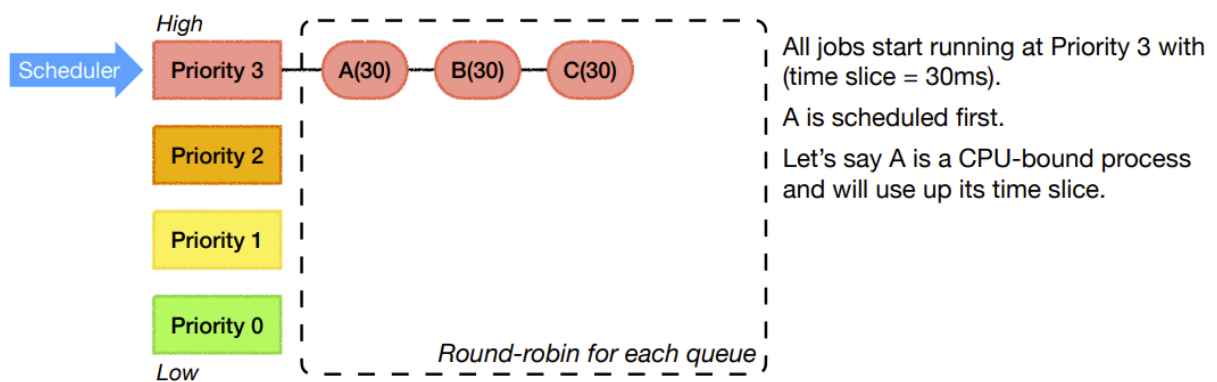 High
Scheduler
Priority 3
A(30)
B(30)
C(30)
Priority 2
Priority 1
Priority 0
Low
Round-robin for each queue
All jobs start running at Priority 3 with
(time slice = 30ms).
A is scheduled first.
Let's say A is a CPU-bound process
and will use up its time slice.